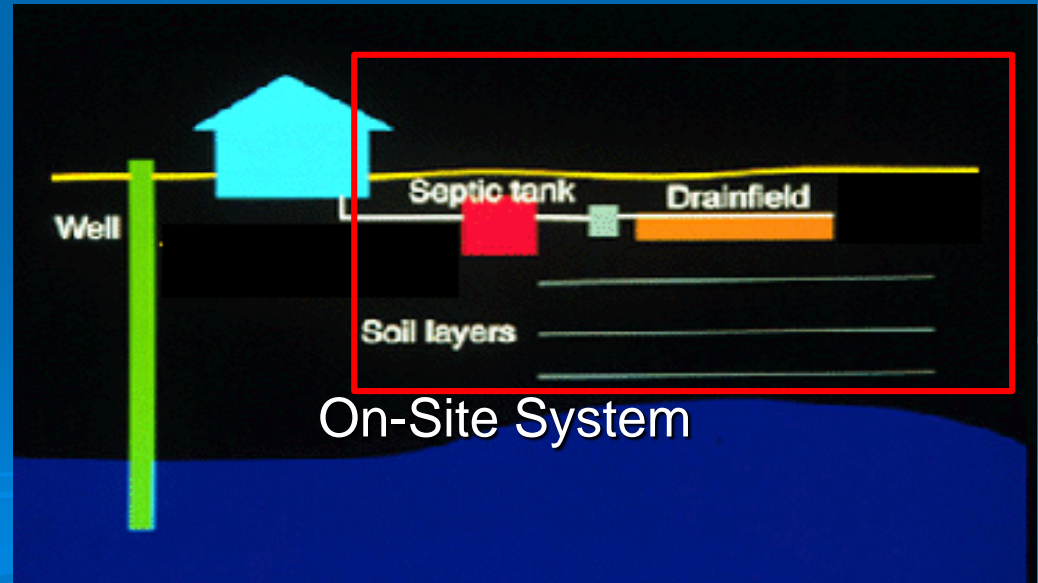 Septic tank
Drainfield
Well
Soil layers
On-Site System